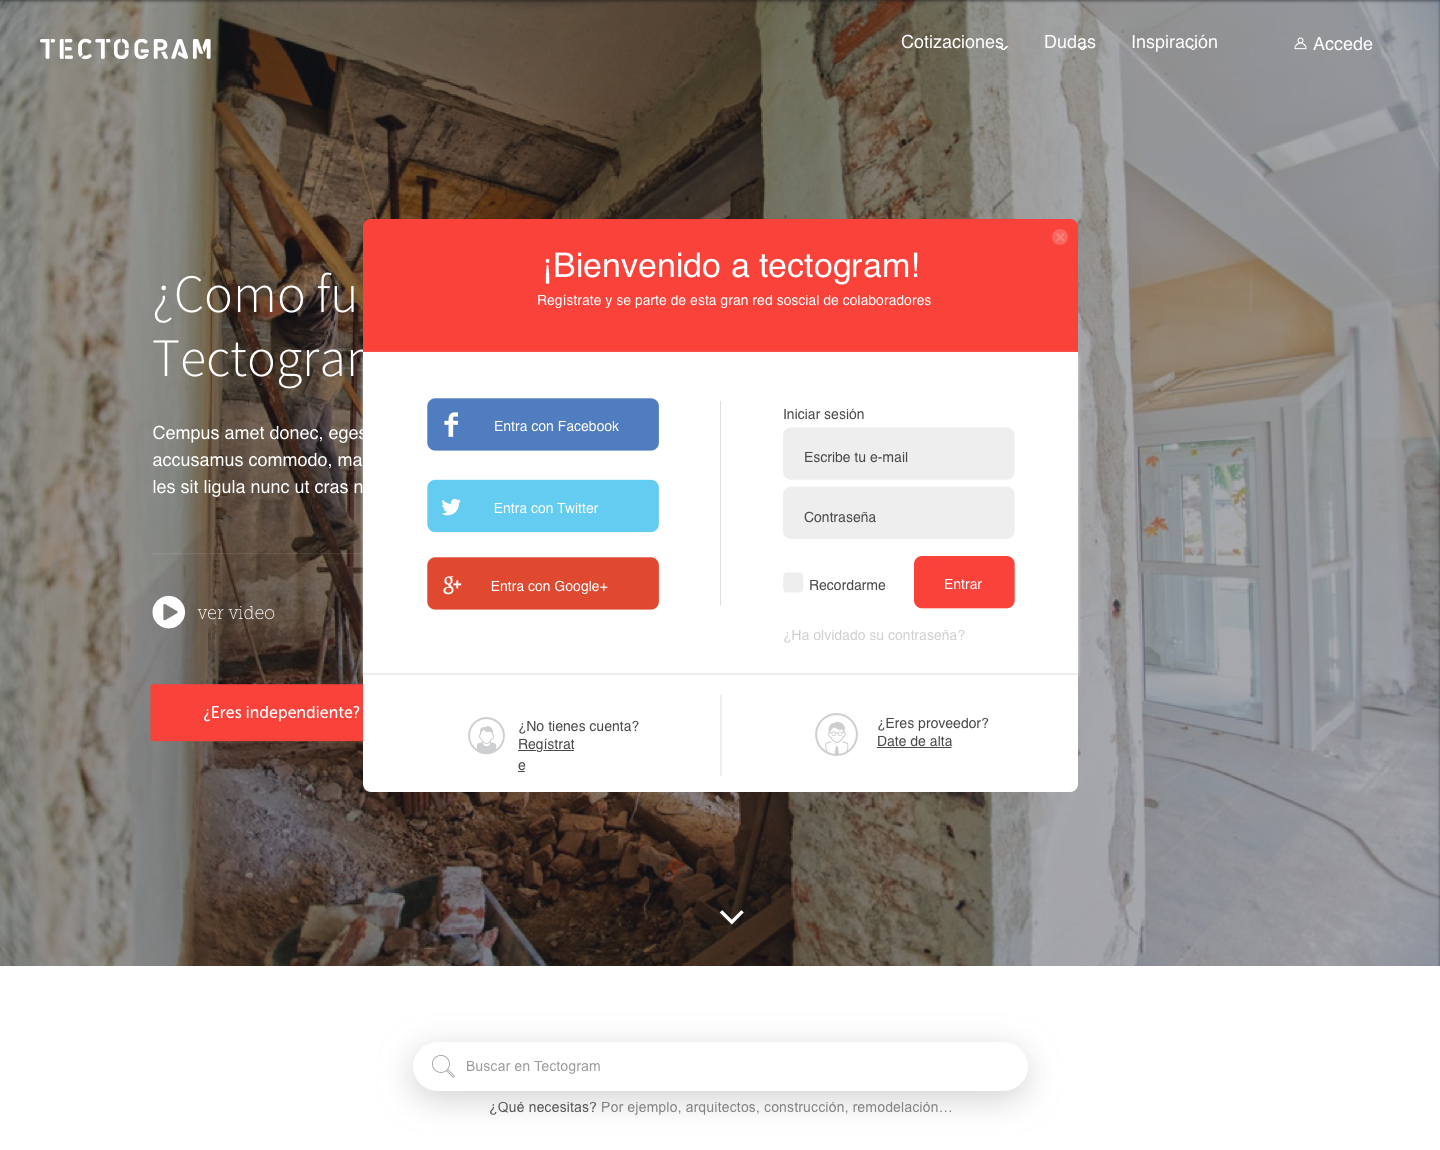 TECTOGRAM
Cotizaciones
Dudas
Inspiración
Accede
¿Como fu
Tectogram
Cempus amet donec, eges
accusamus commodo, ma
les sit ligula nunc ut cras n
ver video
¿Eres independiente?
¡Bienvenido a tectogram!
Registrate y se parte de esta gran red soscial de colaboradores
Entra con Facebook
Entra con Twitter
Entra con Google+
Iniciar sesión
Escribe tu e-mail
Contraseña
Recordarme
Entrar
¿Ha olvidado su contraseña?
¿No tienes cuenta?
Registrat
e
¿Eres proveedor?
Date de alta
Buscar en Tectogram
¿Qué necesitas? Por ejemplo, arquitectos, construcción, remodelación...